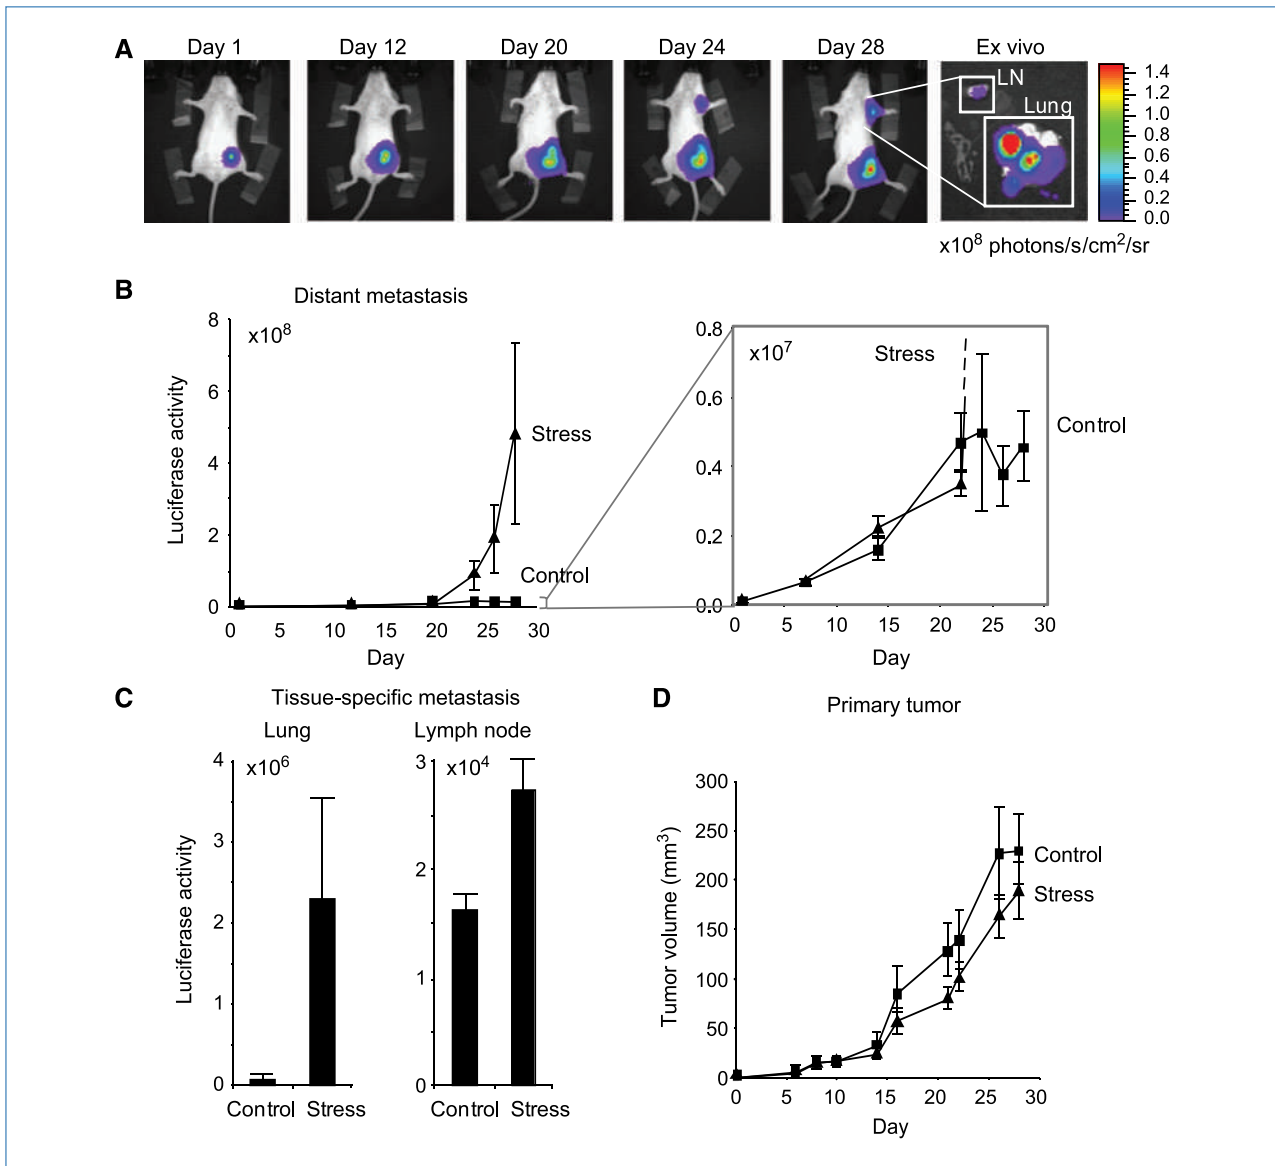 A
Day 1 Day 12 Day 20 Day 24 Day 28 Ex vivo
LN
Lung
1.4
1.2
1.0
0.8
0.6
0.4
0.2
0.0
x10⁸ photons/s/cm²/sr
B
Distant metastasis
x10⁸
8
6
4
2
0
Luciferase activity
Stress
Control
0 5 10 15 20 25 30
Day
x10⁷
0.8
0.6
0.4
0.2
0.0
Stress
Control
0 5 10 15 20 25 30
Day
C
Tissue-specific metastasis
Lung
x10⁶
4
3
2
1
0
Luciferase activity
Control Stress
Lymph node
x10⁴
3
2
1
0
Control Stress
D
Primary tumor
300
250
200
150
100
50
0
Tumor volume (mm³)
Control
Stress
0 5 10 15 20 25 30
Day